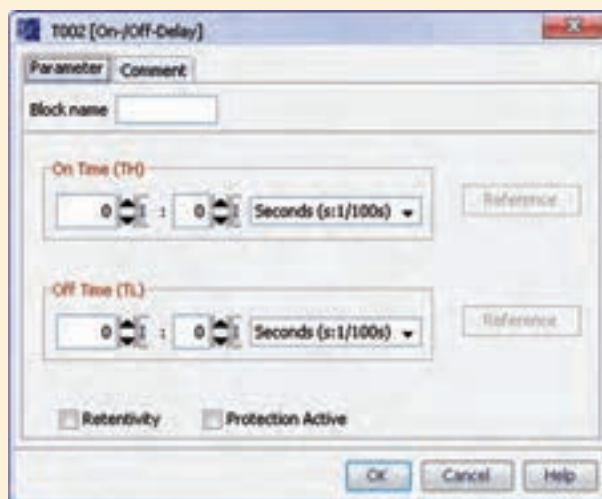 T002 [On-/Off-Delay]
Parameter Comment
Block name
On Time (TH)
0 : 0 Seconds (s:1/100s) Reference
Off Time (TL)
0 : 0 Seconds (s:1/100s) Reference
Retentivity Protection Active
OK Cancel Help